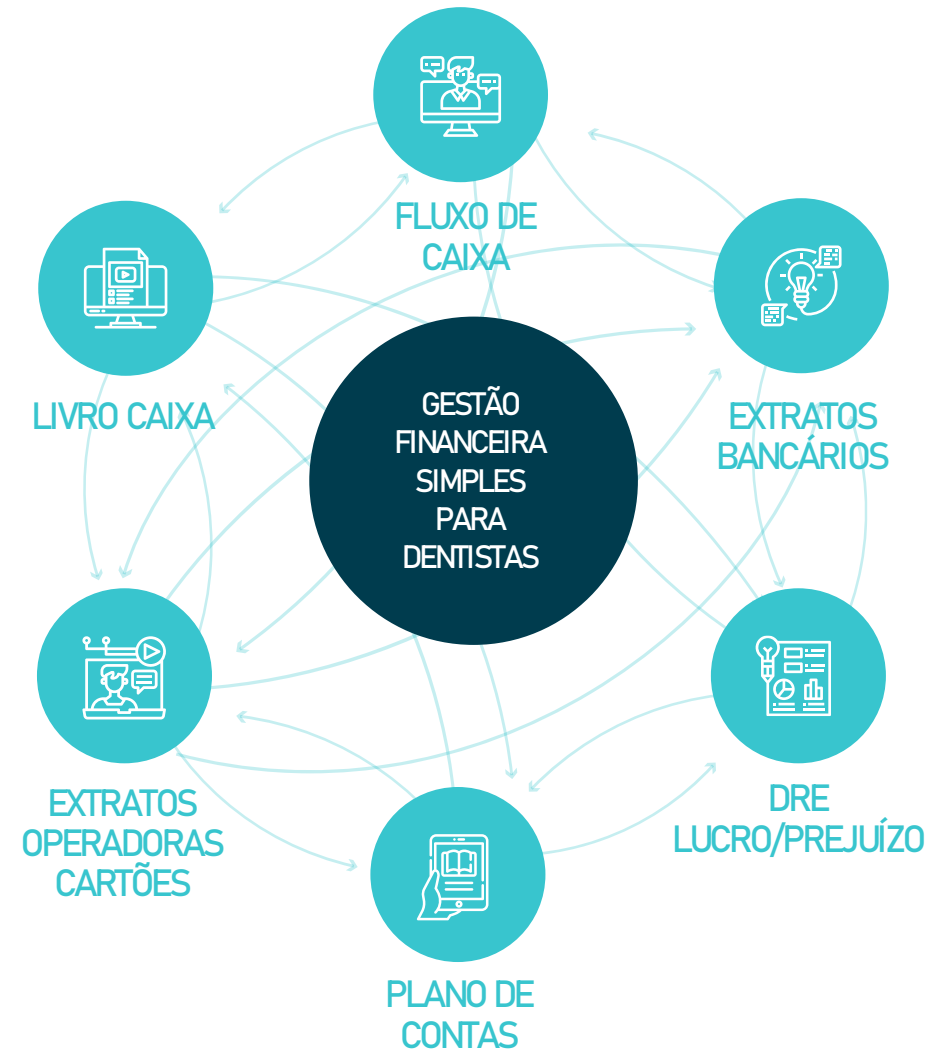 FLUXO DE
CAIXA
LIVRO CAIXA
EXTRATOS
BANCÁRIOS
GESTÃO
FINANCEIRA
SIMPLES
PARA
DENTISTAS
EXTRATOS
OPERADORAS
CARTÕES
DRE
LUCRO/PREJUÍZO
PLANO DE
CONTAS